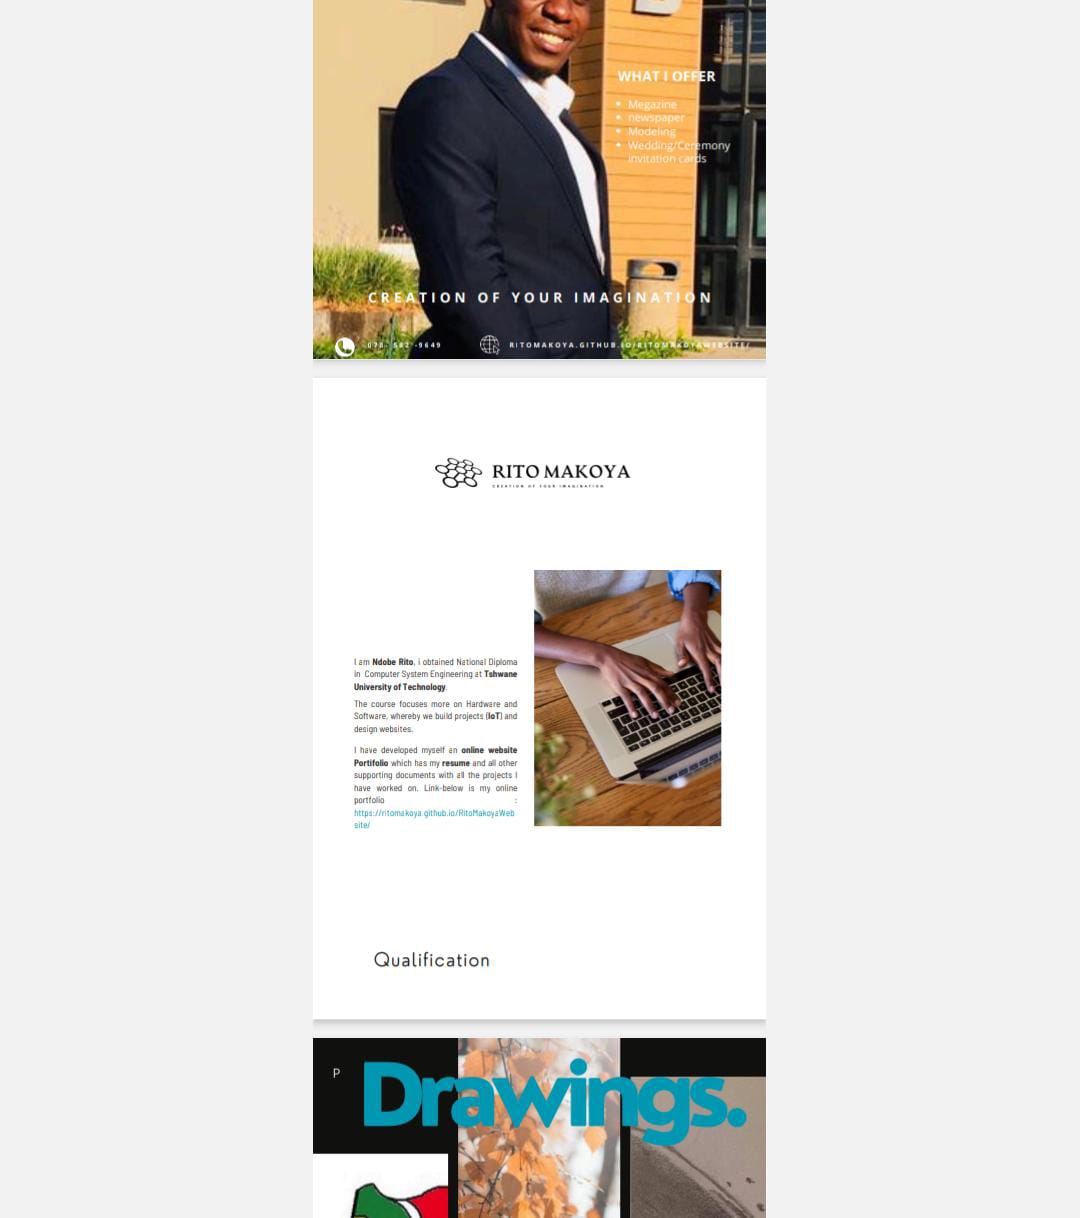 WHAT I OFFER
Megazine
newspaper
Modeling
Wedding/Ceremony
invitation cards
CREATION OF YOUR IMAGINATION
-9649
RITOMAKOYA.GITHUB.IO/RITOMAKOYAWEBSITE/
RITO MAKOYA
CREATION OF YOUR IMAGINATION
I am Ndobe Rito, i obtained National Diploma
in Computer System Engineering at Tshwane
University of Technology.
The course focuses more on Hardware and
Software, whereby we build projects (IoT) and
design websites.
I have developed myself an online website
Portifolio which has my resume and all other
supporting documents with all the projects I
have worked on. Link-below is my online
portfolio :
https://ritomakoya.github.io/RitoMakoyaWeb
site/
Qualification
P
Drawings.